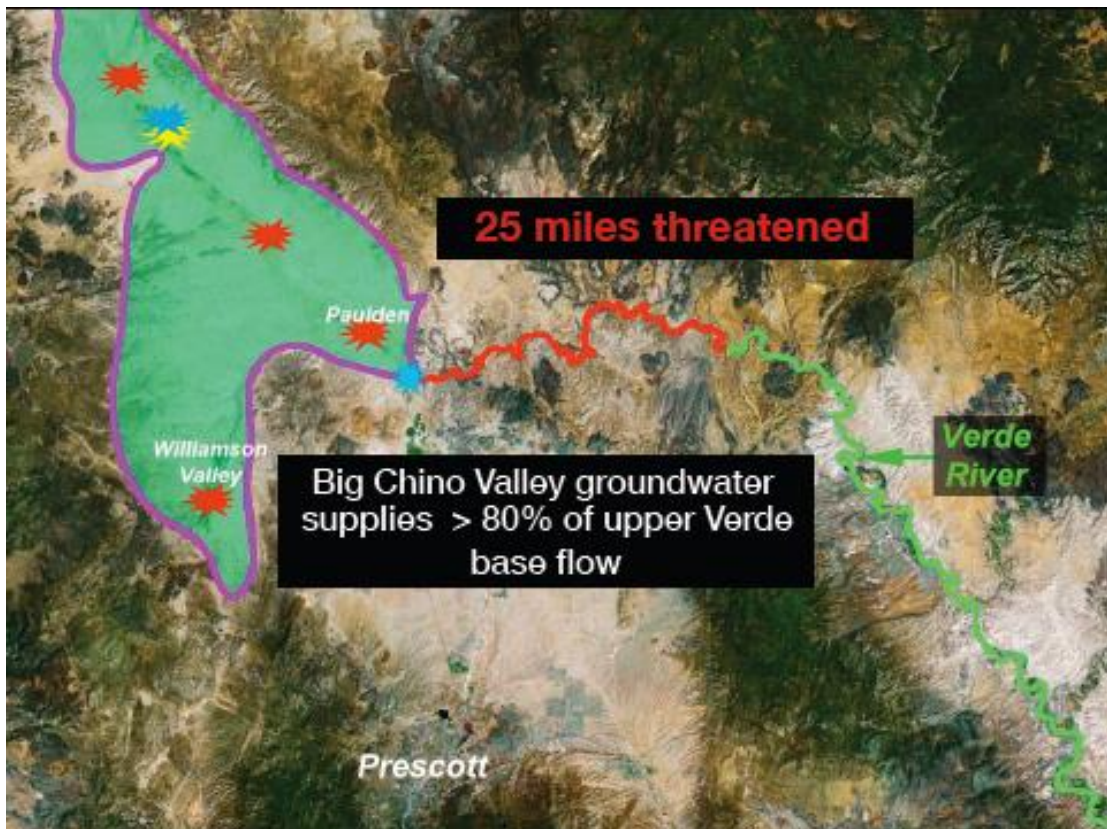 25 miles threatened
Paulden
Verde
River
Williamson
Valley
Big Chino Valley groundwater
supplies > 80% of upper Verde
base flow
Prescott